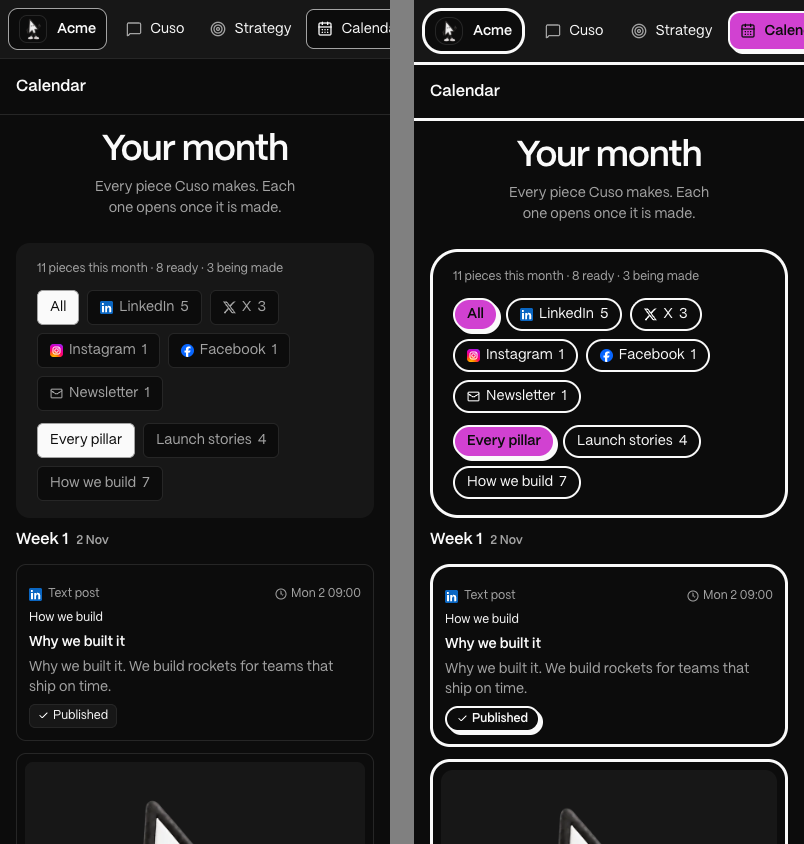 Acme Cuso Strategy Calenda
Calendar
Your month
Every piece Cuso makes. Each
one opens once it is made.
11 pieces this month · 8 ready · 3 being made
All LinkedIn 5 X 3
Instagram 1 Facebook 1
Newsletter 1
Every pillar Launch stories 4
How we build 7
Week 1 2 Nov
Text post Mon 2 09:00
How we build
Why we built it
Why we built it. We build rockets for teams that
ship on time.
Published
Acme Cuso Strategy Calen
Calendar
Your month
Every piece Cuso makes. Each
one opens once it is made.
11 pieces this month · 8 ready · 3 being made
All LinkedIn 5 X 3
Instagram 1 Facebook 1
Newsletter 1
Every pillar Launch stories 4
How we build 7
Week 1 2 Nov
Text post Mon 2 09:00
How we build
Why we built it
Why we built it. We build rockets for teams that
ship on time.
Published